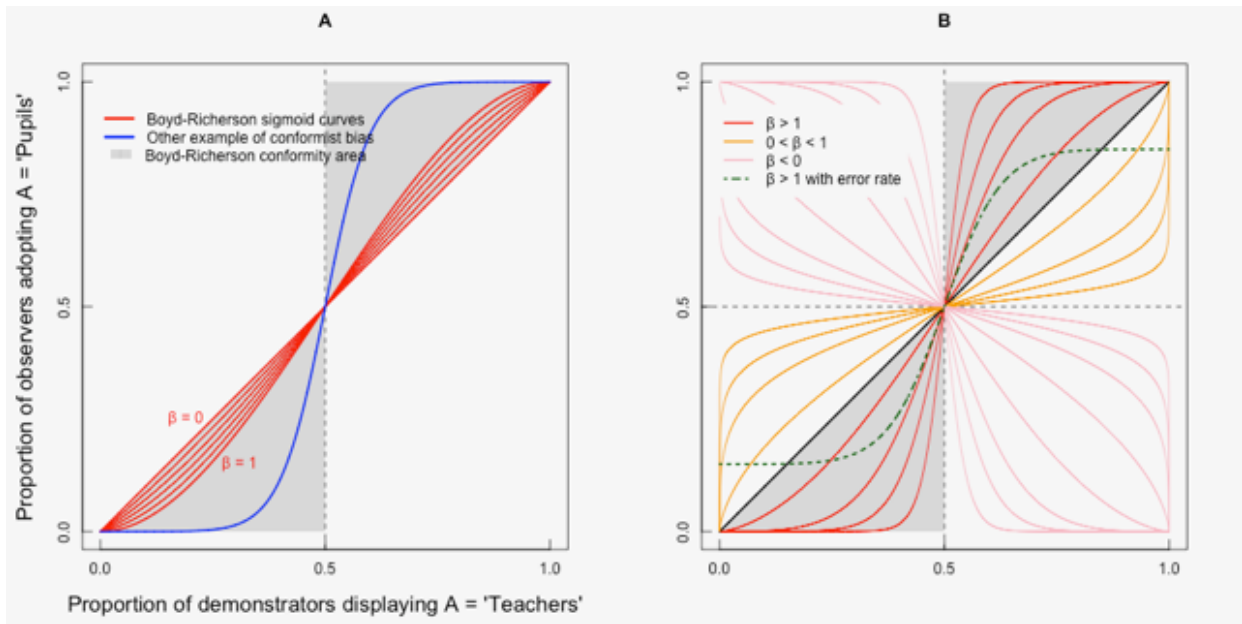 A
Proportion of observers adopting A = 'Pupils'
1.0
0.5
0.0
Boyd-Richerson sigmoid curves
Other example of conformist bias
Boyd-Richerson conformity area
β = 0
β = 1
0.0 0.5 1.0
Proportion of demonstrators displaying A = 'Teachers'
B
1.0
0.5
0.0
β > 1
0 < β < 1
β < 0
β > 1 with error rate
0.0 0.5 1.0